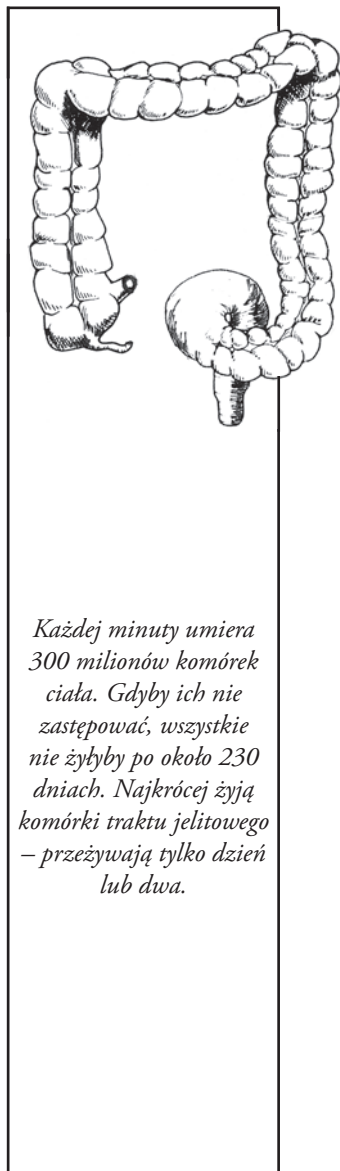 Każdej minuty umiera
300 milionów komórek
ciała. Gdyby ich nie
zastępować, wszystkie
nie żyłyby po około 230
dniach. Najkrócej żyją
komórki traktu jelitowego
– przeżywają tylko dzień
lub dwa.